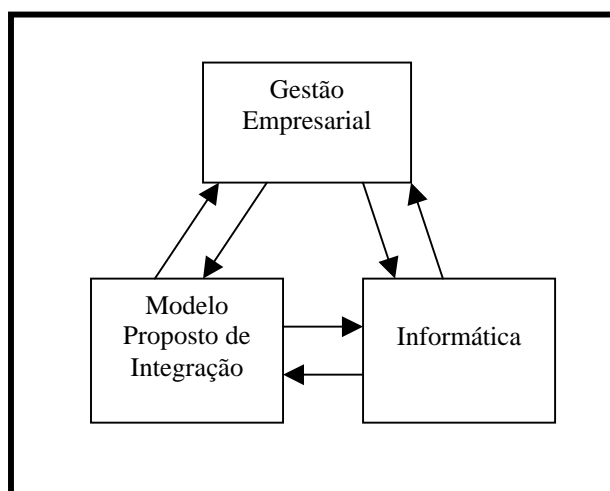 Gestão
Empresarial
Modelo
Proposto de
Integração
Informática